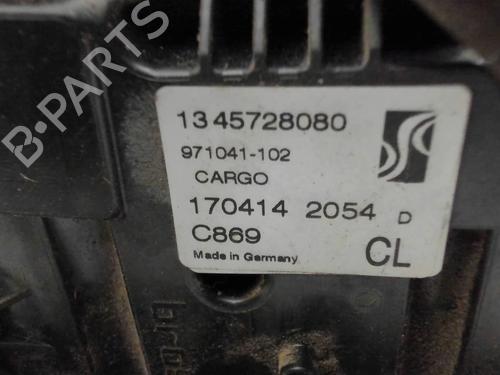 1345728080
971041-102
CARGO
170414 2054 D
C869
Made in Germany
CL
B-PARTS